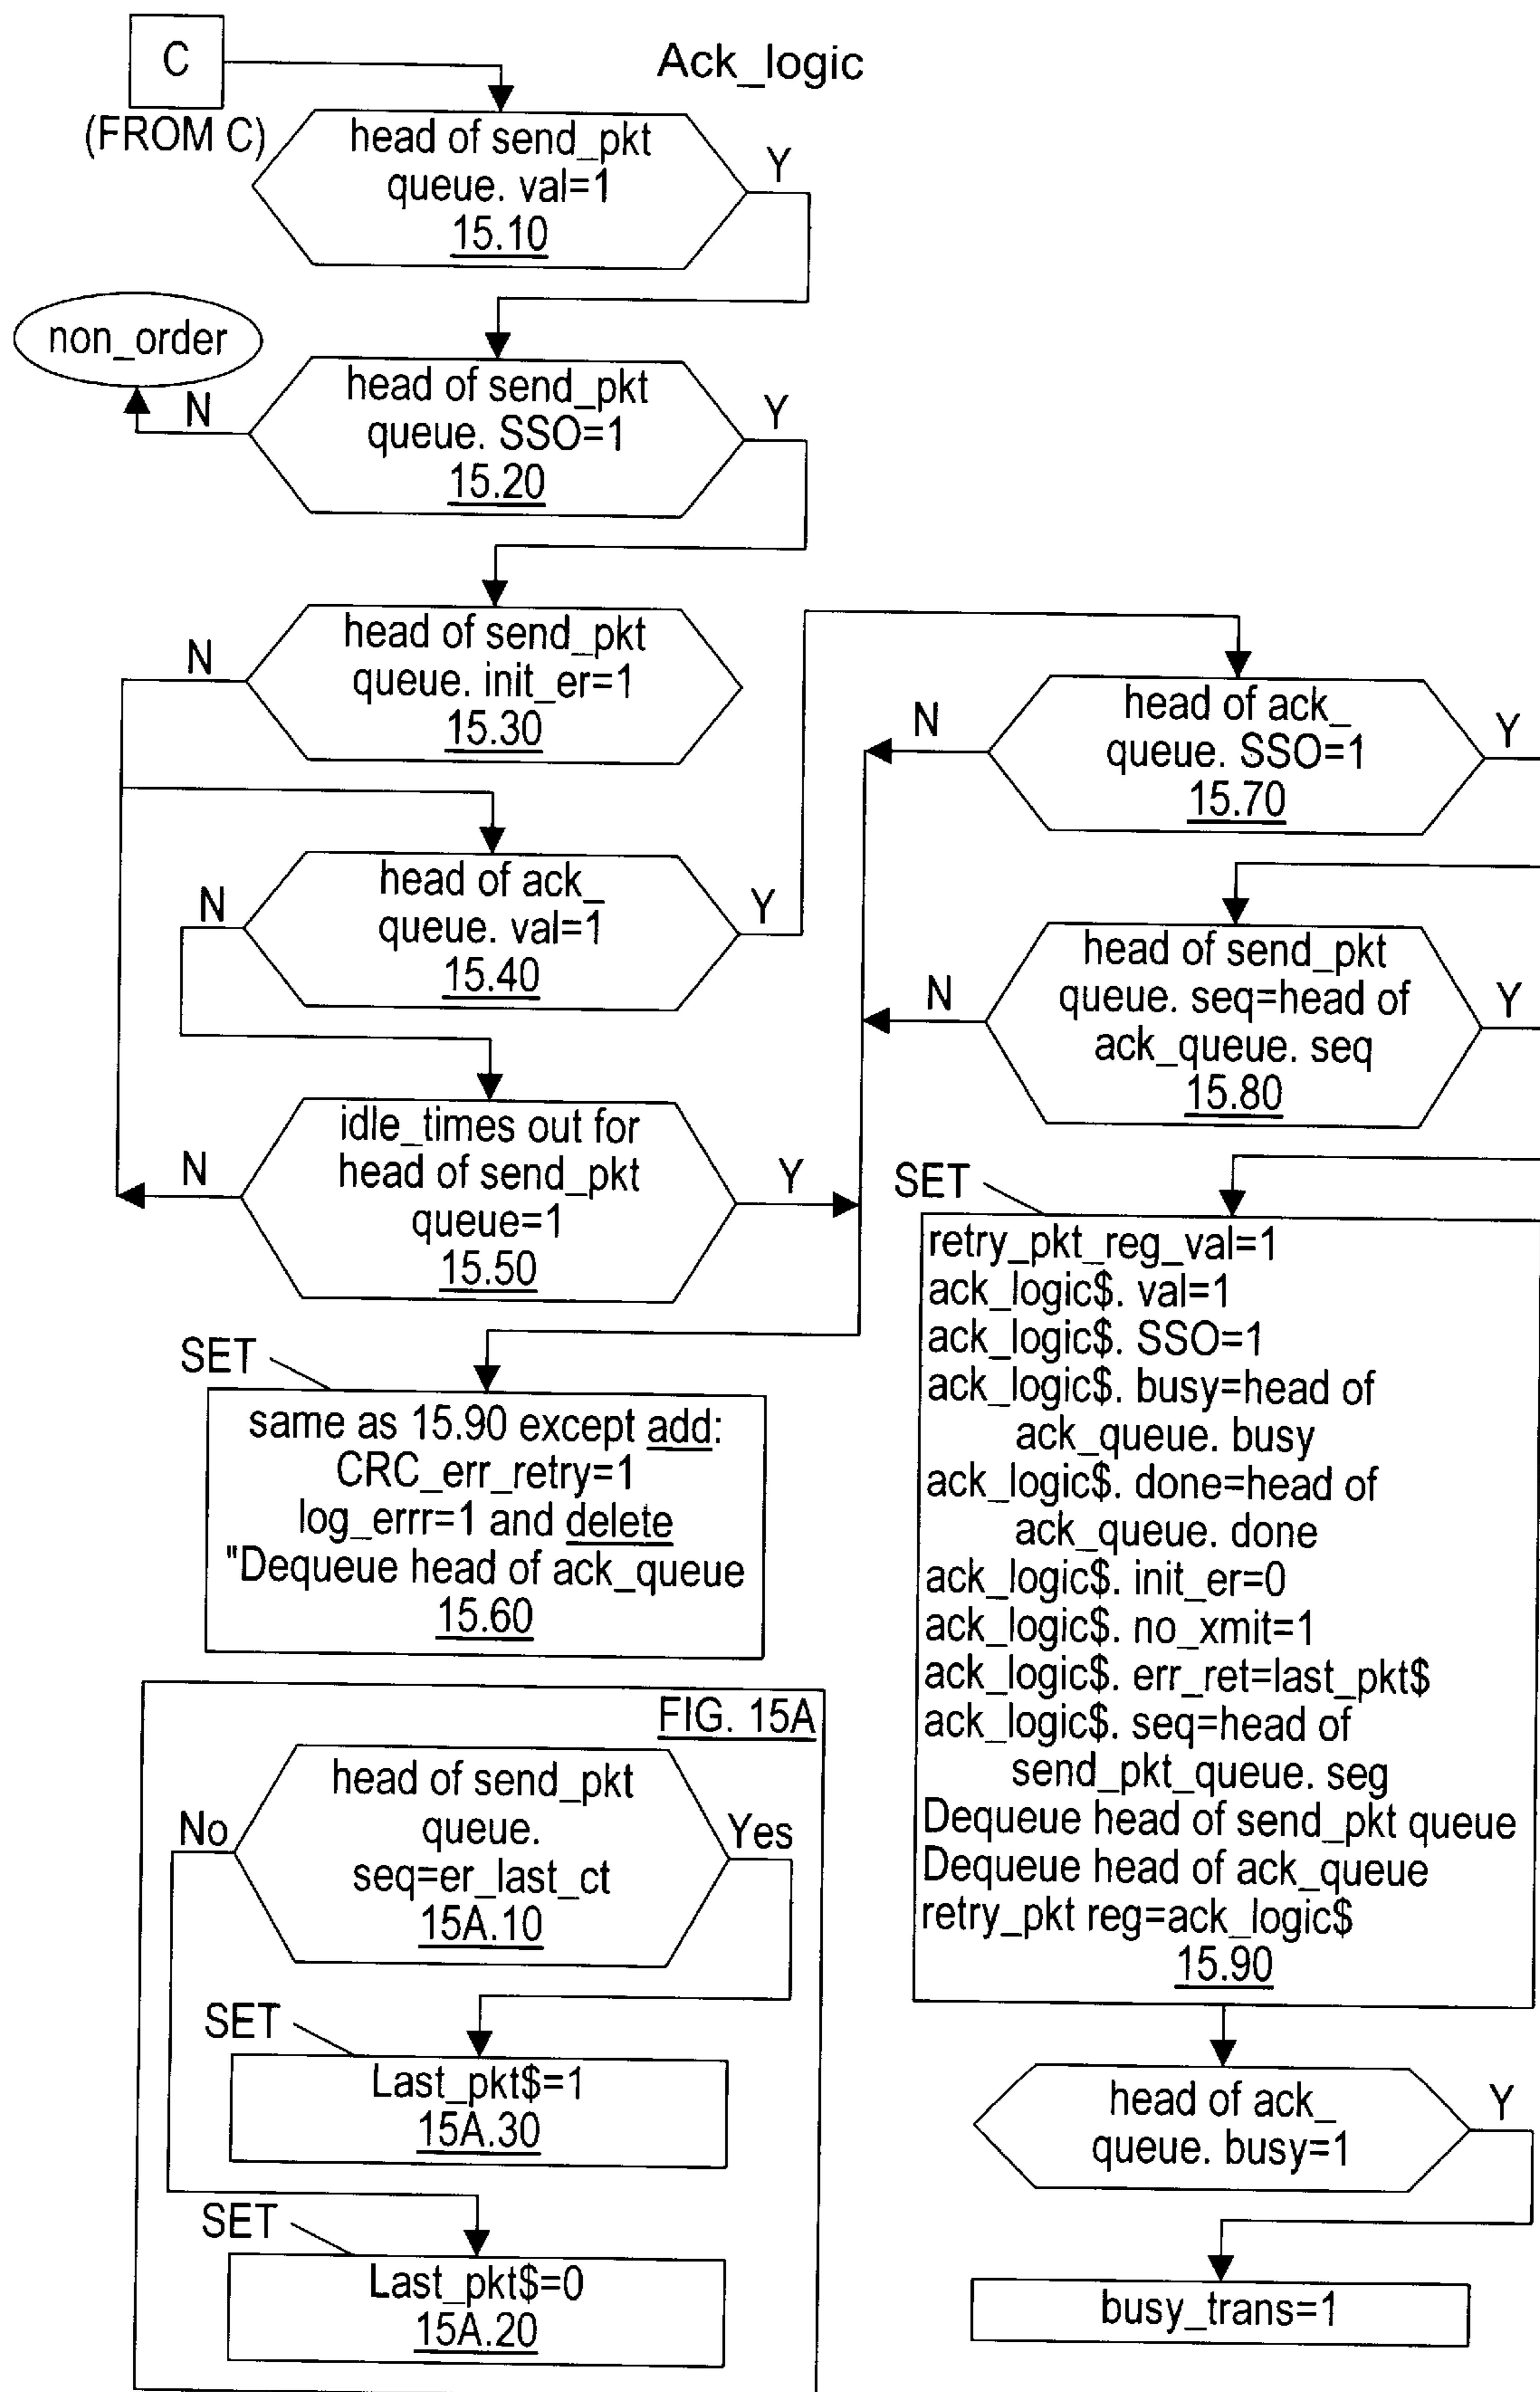 C
Ack_logic
(FROM C)
head of send_pkt
queue. val=1
15.10
Y
non_order
N
head of send_pkt
queue. SSO=1
15.20
Y
N
head of send_pkt
queue. init_er=1
15.30
N
head of ack_
queue. val=1
15.40
Y
N
idle_times out for
head of send_pkt
queue=1
15.50
Y
SET
same as 15.90 except add:
CRC_err_retry=1
log_errr=1 and delete
"Dequeue head of ack_queue
15.60
N
head of ack_
queue. SSO=1
15.70
Y
N
head of send_pkt
queue. seq=head of
ack_queue. seq
15.80
Y
SET
retry_pkt_reg_val=1
ack_logic$. val=1
ack_logic$. SSO=1
ack_logic$. busy=head of
ack_queue. busy
ack_logic$. done=head of
ack_queue. done
ack_logic$. init_er=0
ack_logic$. no_xmit=1
ack_logic$. err_ret=last_pkt$
ack_logic$. seq=head of
send_pkt_queue. seg
Dequeue head of send_pkt queue
Dequeue head of ack_queue
retry_pkt reg=ack_logic$
15.90
head of ack_
queue. busy=1
Y
busy_trans=1
FIG. 15A
head of send_pkt
queue.
seq=er_last_ct
15A.10
No
Yes
SET
Last_pkt$=1
15A.30
SET
Last_pkt$=0
15A.20